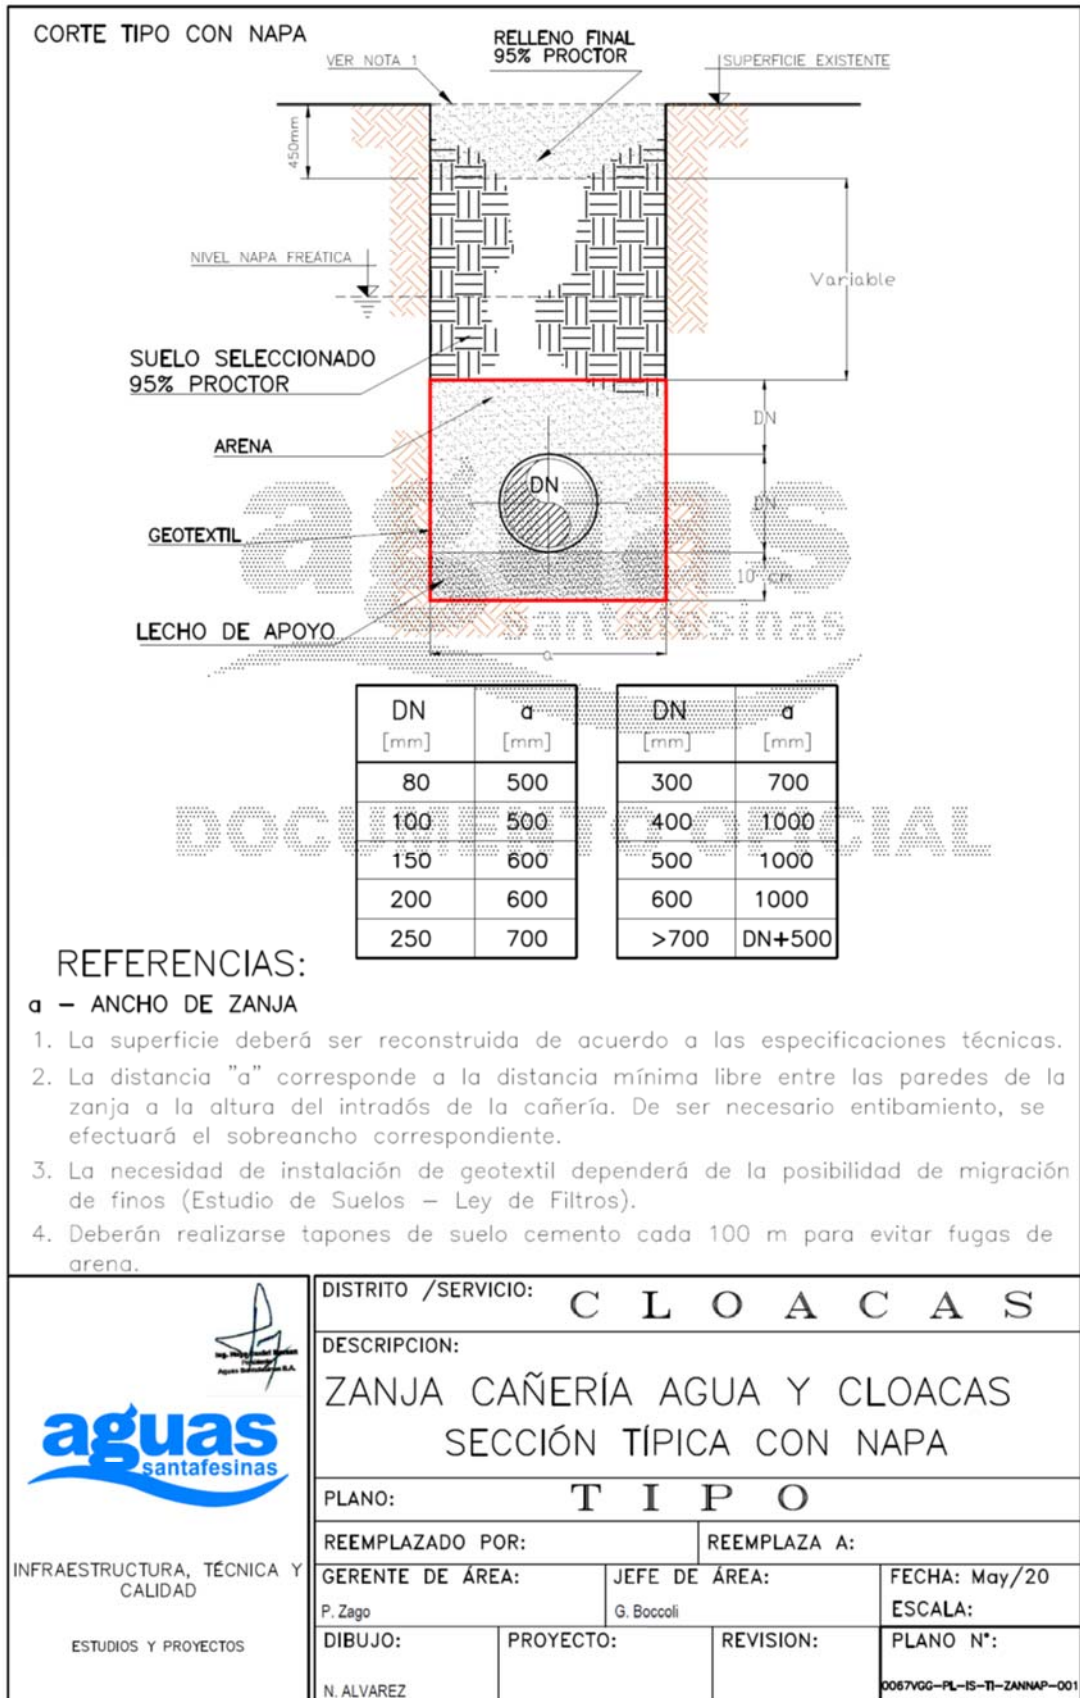 CORTE TIPO CON NAPA
VER NOTA 1
RELLENO FINAL
95% PROCTOR
SUPERFICIE EXISTENTE
450mm
NIVEL NAPA FREÁTICA
Variable
SUELO SELECCIONADO
95% PROCTOR
DN
ARENA
DN
DN
GEOTEXTIL
10 cm
LECHO DE APOYO
a
aguas
santafesinas
DOCUMENTO OFICIAL
DN a
[mm] [mm]
80 500
100 500
150 600
200 600
250 700
DN a
[mm] [mm]
300 700
400 1000
500 1000
600 1000
>700 DN+500
REFERENCIAS:
a – ANCHO DE ZANJA
1. La superficie deberá ser reconstruida de acuerdo a las especificaciones técnicas.
2. La distancia "a" corresponde a la distancia mínima libre entre las paredes de la
zanja a la altura del intradós de la cañería. De ser necesario entibamiento, se
efectuará el sobreancho correspondiente.
3. La necesidad de instalación de geotextil dependerá de la posibilidad de migración
de finos (Estudio de Suelos – Ley de Filtros).
4. Deberán realizarse tapones de suelo cemento cada 100 m para evitar fugas de
arena.
Aguas Santafesinas S.A.
aguas
santafesinas
INFRAESTRUCTURA, TÉCNICA Y
CALIDAD
ESTUDIOS Y PROYECTOS
DISTRITO /SERVICIO: CLOACAS
DESCRIPCION:
ZANJA CAÑERÍA AGUA Y CLOACAS
SECCIÓN TÍPICA CON NAPA
PLANO: TIPO
REEMPLAZADO POR: REEMPLAZA A:
GERENTE DE ÁREA: JEFE DE ÁREA: FECHA: May/20
P. Zago G. Boccoli ESCALA:
DIBUJO: PROYECTO: REVISION: PLANO N°:
N. ALVAREZ 0067VGG-PL-IS-TI-ZANNAP-001